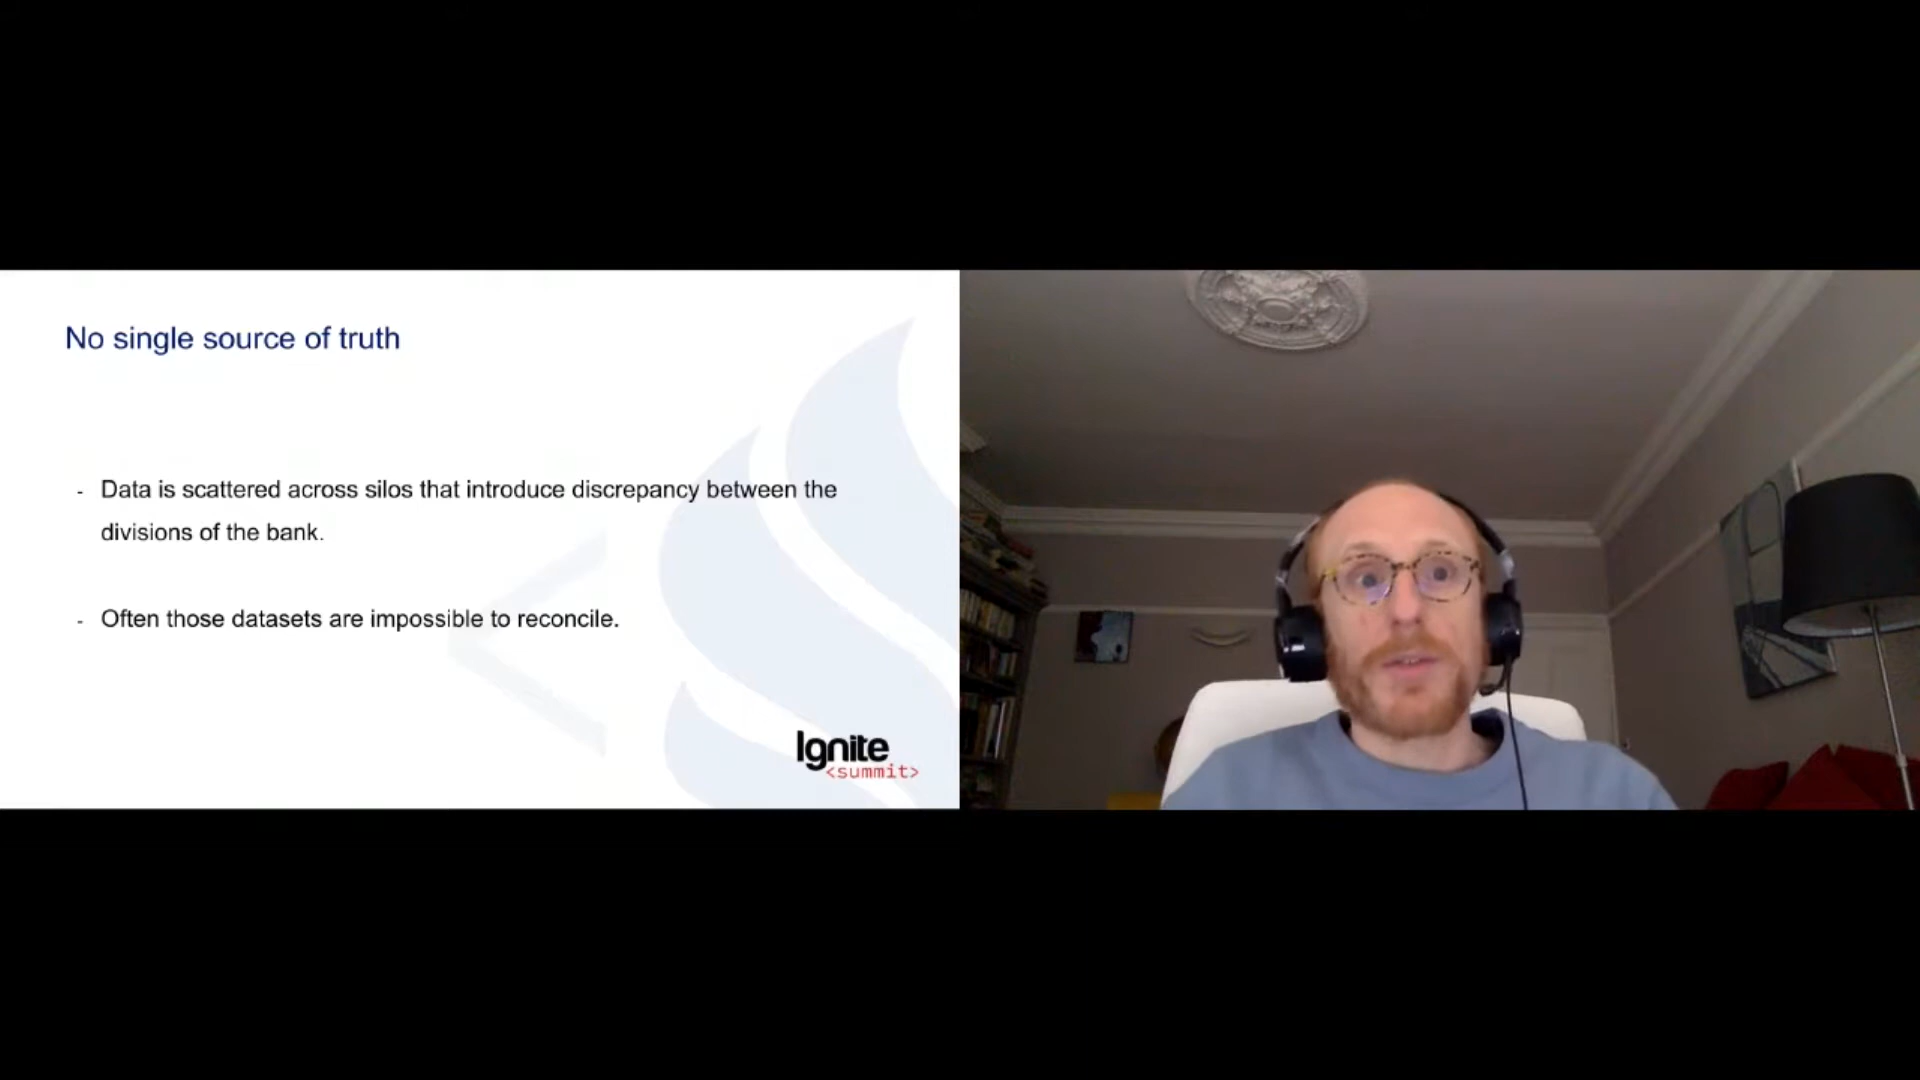 No single source of truth
- Data is scattered across silos that introduce discrepancy between the
divisions of the bank.
- Often those datasets are impossible to reconcile.
Ignite
<summit>